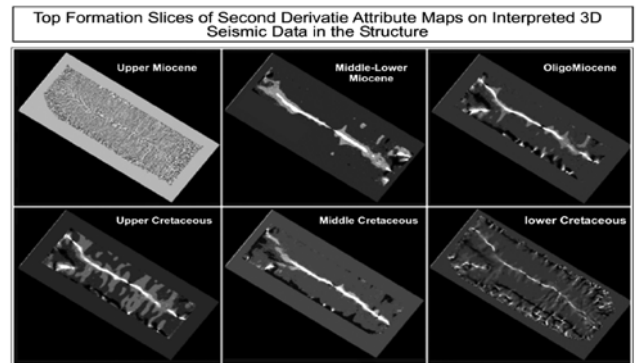 Top Formation Slices of Second Derivatie Attribute Maps on Interpreted 3D
Seismic Data in the Structure
Upper Miocene
Middle-Lower
Miocene
OligoMiocene
Upper Cretaceous
Middle Cretaceous
lower Cretaceous